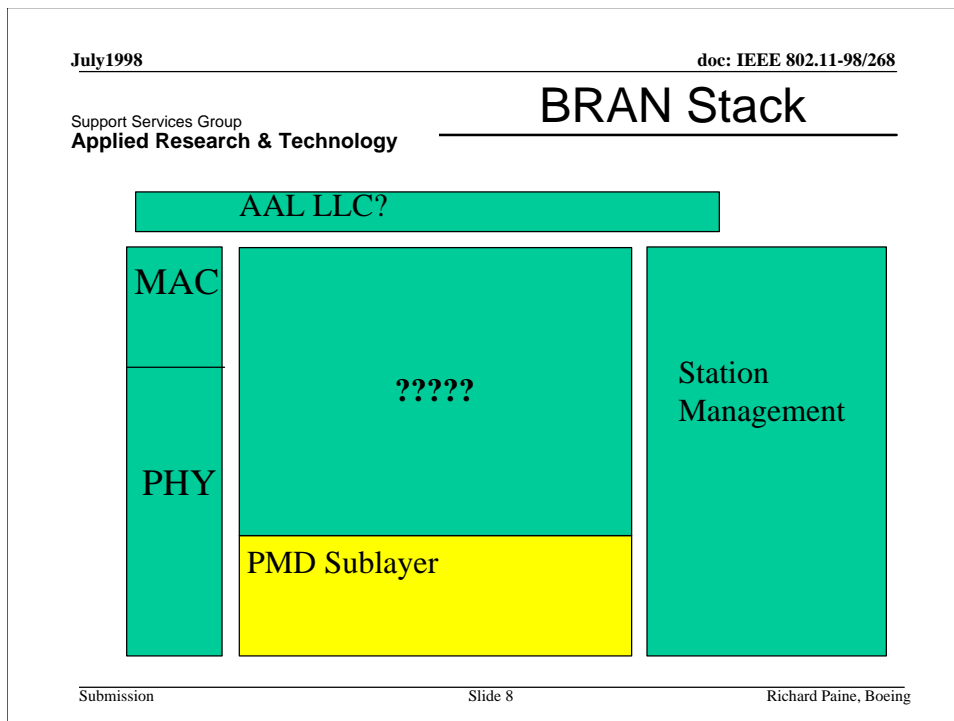 July1998
doc: IEEE 802.11-98/268
BRAN Stack
Support Services Group
Applied Research & Technology
AAL LLC?
MAC
?????
Station
Management
PHY
PMD Sublayer
Submission
Slide 8
Richard Paine, Boeing